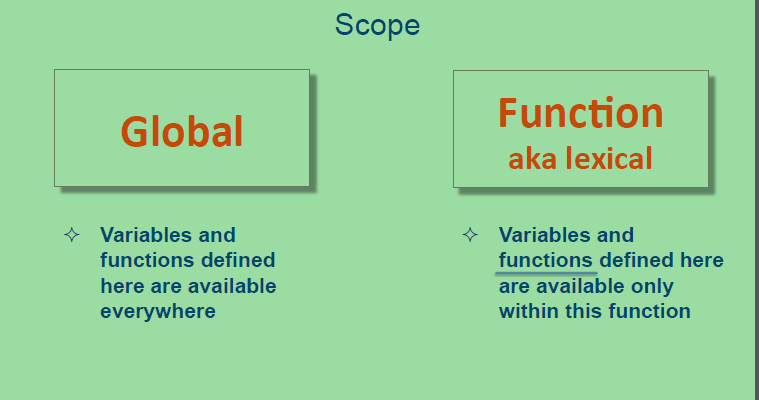 Scope
Global
Function
aka lexical
✧ Variables and
functions defined
here are available
everywhere
✧ Variables and
functions defined here
are available only
within this function